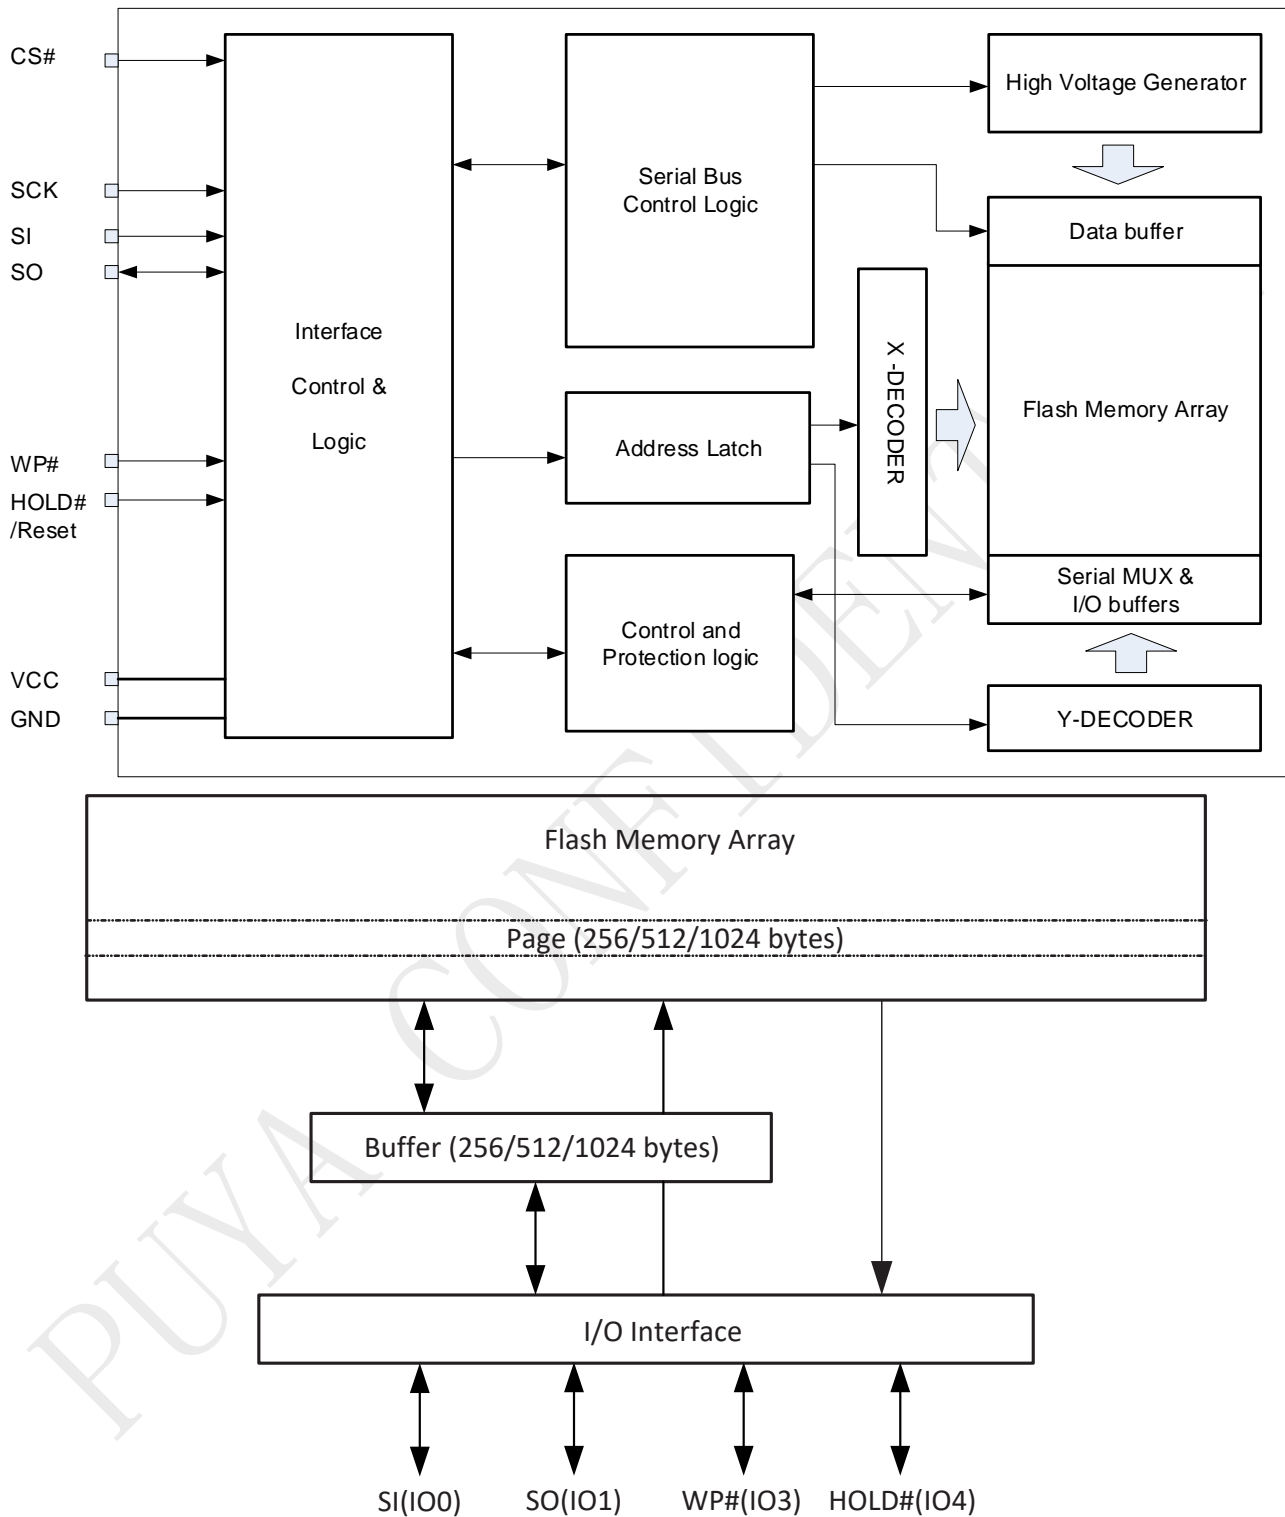 CS#
SCK
SI
SO
WP#
HOLD#
/Reset
VCC
GND
Interface
Control &
Logic
Serial Bus
Control Logic
Address Latch
Control and
Protection logic
X -DECODER
High Voltage Generator
Data buffer
Flash Memory Array
Serial MUX &
I/O buffers
Y-DECODER
Flash Memory Array
Page (256/512/1024 bytes)
Buffer (256/512/1024 bytes)
I/O Interface
SI(IO0)
SO(IO1)
WP#(IO3)
HOLD#(IO4)
PUYA CONFIDENT